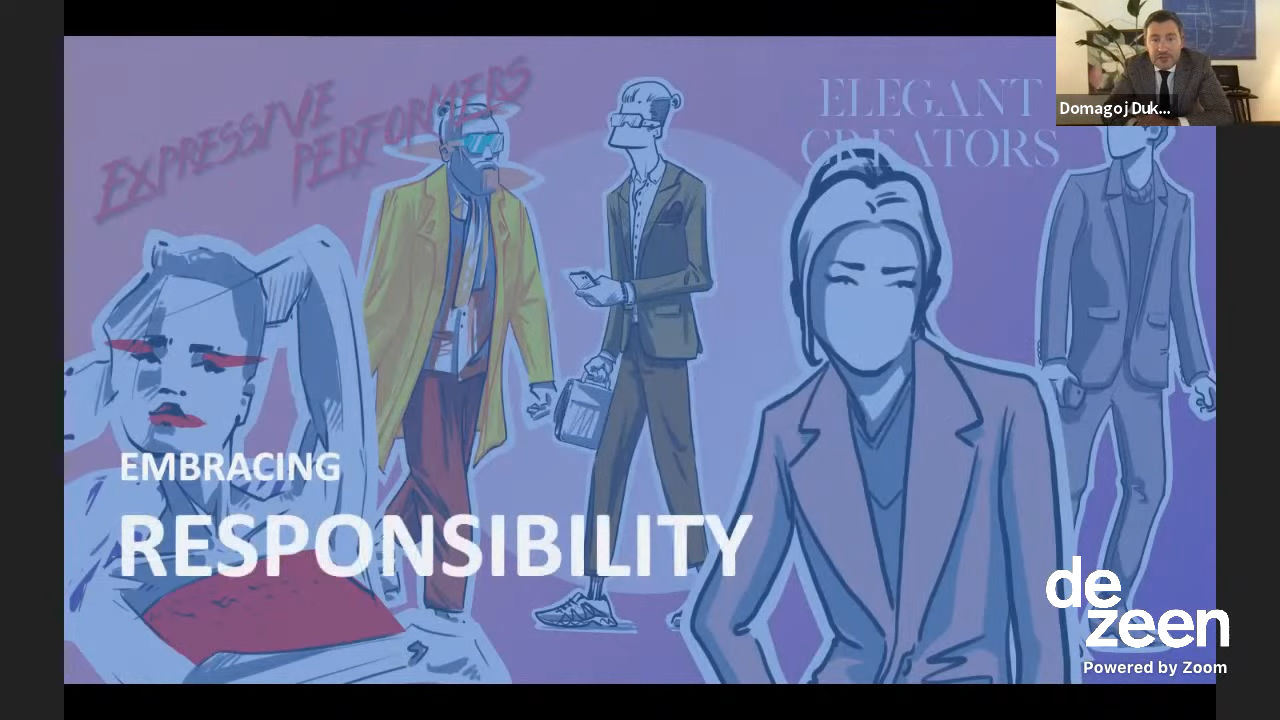 EXPRESSIVE
PERFORMERS
ELEGANT
CREATORS
Domagoj Duk...
EMBRACING
RESPONSIBILITY
de
zeen
Powered by Zoom